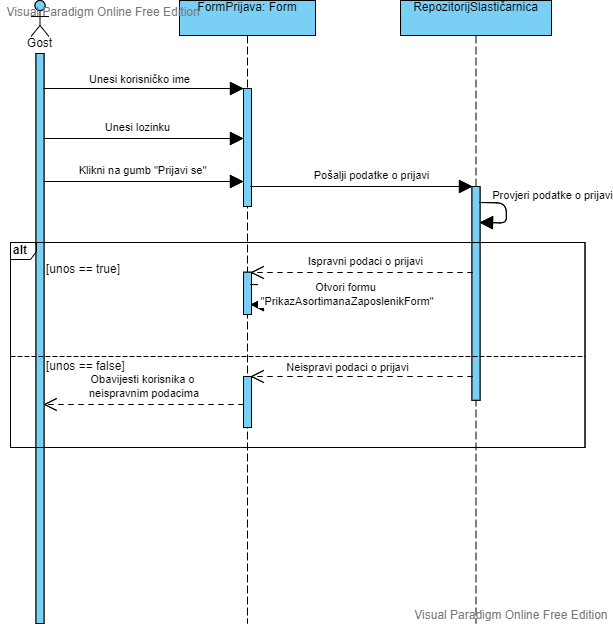 Visual Paradigm Online Free Edition
FormPrijava: Form
RepozitorijSlastičarnica
Gost
Unesi korisničko ime
Unesi lozinku
Klikni na gumb "Prijavi se"
Pošalji podatke o prijavi
Provjeri podatke o prijavi
alt
[unos == true]
Ispravni podaci o prijavi
Otvori formu
"PrikazAsortimanaZaposlenikForm"
[unos == false]
Neispravi podaci o prijavi
Obavijesti korisnika o
neispravnim podacima
Visual Paradigm Online Free Edition